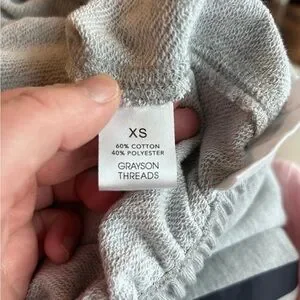 XS
60% COTTON
40% POLYESTER
GRAYSON
THREADS